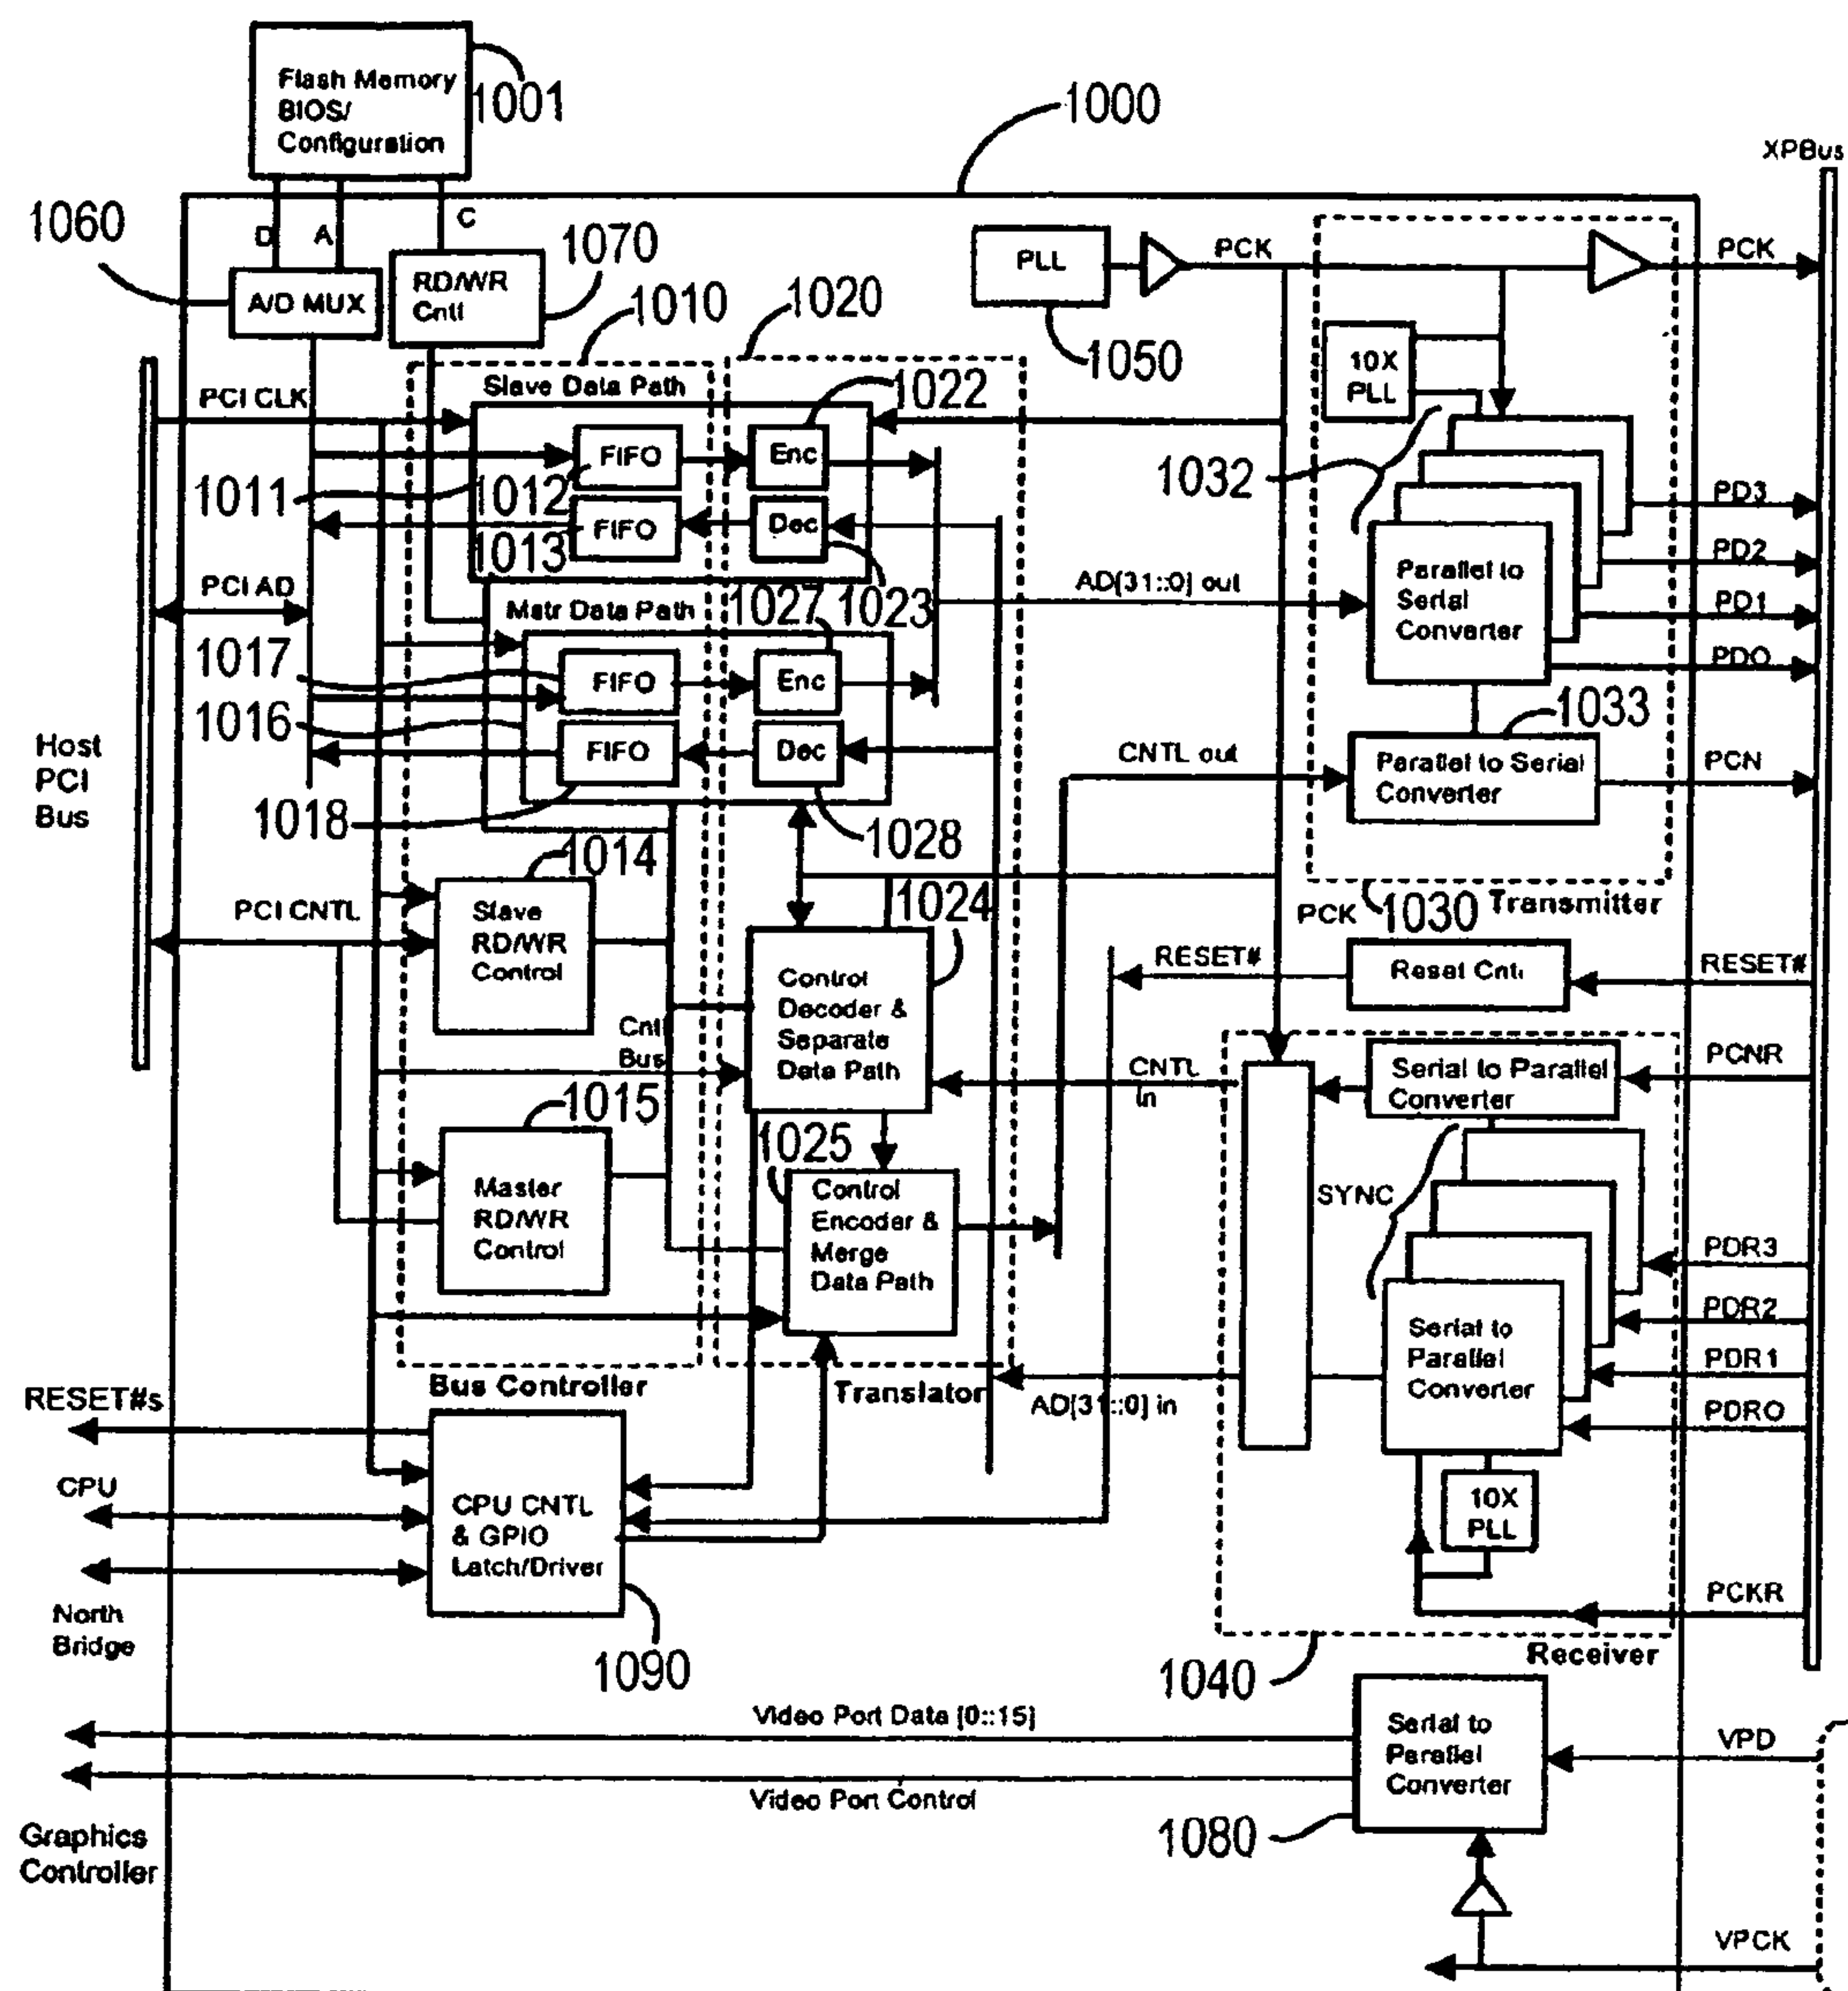 Flash Memory
BIOS/
Configuration
1001
1000
XPBus
1060
D
A
C
1070
A/D MUX
RD/WR
Cntl
PLL
PCK
PCK
1050
10X
PLL
1010
1020
PCI CLK
Slave Data Path
1022
FIFO
Enc
1011
1012
FIFO
Dec
1013
1032
PD3
PD2
PD1
PD0
PCI AD
Mstr Data Path
1027
1023
AD[31::0] out
Parallel to
Serial
Converter
1017
FIFO
Enc
1016
FIFO
Dec
1018
1028
CNTL out
1033
Parallel to Serial
Converter
PCN
Host
PCI
Bus
1014
PCI CNTL
Slave
RD/WR
Control
1024
PCK
1030
Transmitter
RESET#
Reset Cntl
RESET#
Control
Decoder &
Separate
Data Path
Cntl
Bus
CNTL
In
Serial to Parallel
Converter
PCNR
1015
1025
Master
RD/WR
Control
Control
Encoder &
Merge
Data Path
SYNC
PDR3
PDR2
PDR1
PDR0
Serial to
Parallel
Converter
Bus Controller
Translator
AD[31::0] in
RESET#s
CPU
North
Bridge
CPU CNTL
& GPIO
Latch/Driver
1090
10X
PLL
PCKR
1040
Receiver
Video Port Data [0::15]
Video Port Control
Serial to
Parallel
Converter
VPD
1080
Graphics
Controller
VPCK